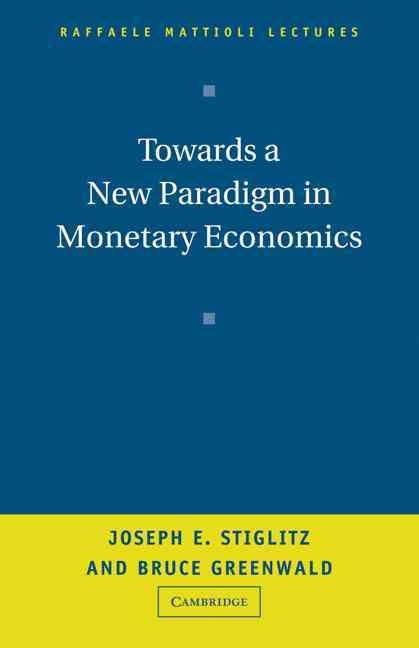 RAFFAELE MATTIOLI LECTURES
Towards a
New Paradigm in
Monetary Economics
JOSEPH E. STIGLITZ
AND BRUCE GREENWALD
CAMBRIDGE